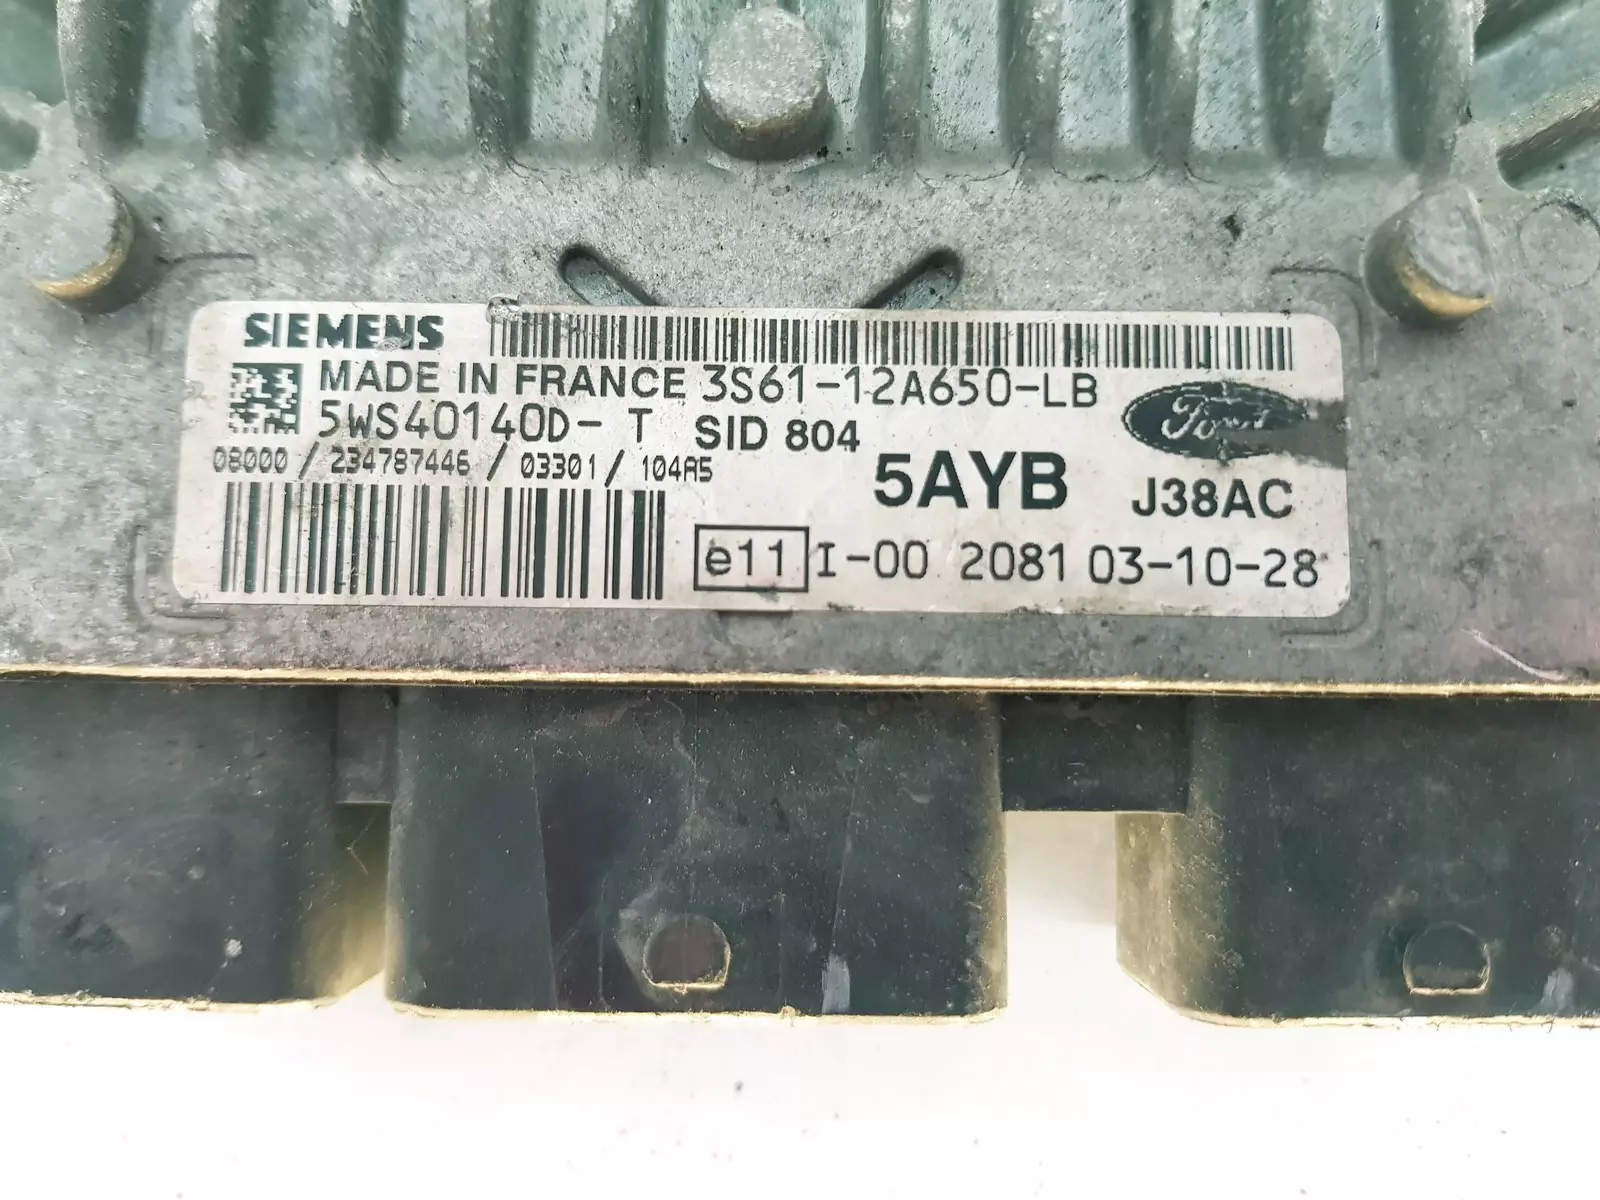 SIEMENS
MADE IN FRANCE 3S61-12A650-LB
5WS40140D- T SID 804
Ford
08000 / 234787446 / 03301 / 104A5
5AYB J38AC
e11 I-00 2081 03-10-28